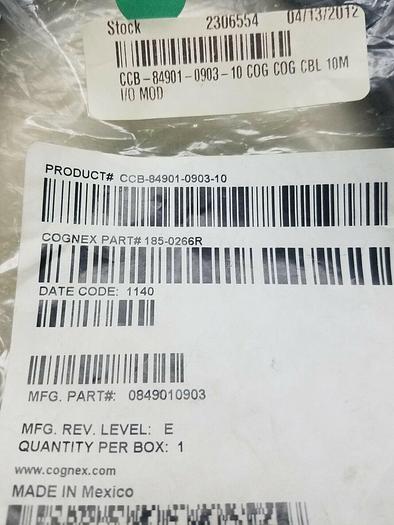 Stock 2306554 04/13/2012
CCB-84901-0903-10 COG COG CBL 10M
I/O MOD
PRODUCT# CCB-84901-0903-10
COGNEX PART# 185-0266R
DATE CODE: 1140
MFG. PART#: 0849010903
MFG. REV. LEVEL: E
QUANTITY PER BOX: 1
www.cognex.com
MADE IN Mexico